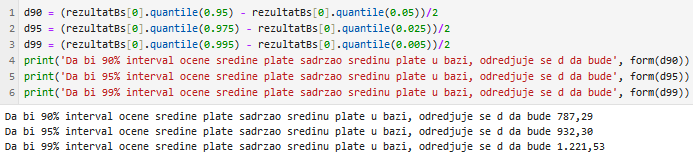 1 d90 = (rezultatBs[0].quantile(0.95) - rezultatBs[0].quantile(0.05))/2
2 d95 = (rezultatBs[0].quantile(0.975) - rezultatBs[0].quantile(0.025))/2
3 d99 = (rezultatBs[0].quantile(0.995) - rezultatBs[0].quantile(0.005))/2
4 print('Da bi 90% interval ocene sredine plate sadrzao sredinu plate u bazi, odredjuje se d da bude', form(d90))
5 print('Da bi 95% interval ocene sredine plate sadrzao sredinu plate u bazi, odredjuje se d da bude', form(d95))
6 print('Da bi 99% interval ocene sredine plate sadrzao sredinu plate u bazi, odredjuje se d da bude', form(d99))
Da bi 90% interval ocene sredine plate sadrzao sredinu plate u bazi, odredjuje se d da bude 787,29
Da bi 95% interval ocene sredine plate sadrzao sredinu plate u bazi, odredjuje se d da bude 932,30
Da bi 99% interval ocene sredine plate sadrzao sredinu plate u bazi, odredjuje se d da bude 1.221,53